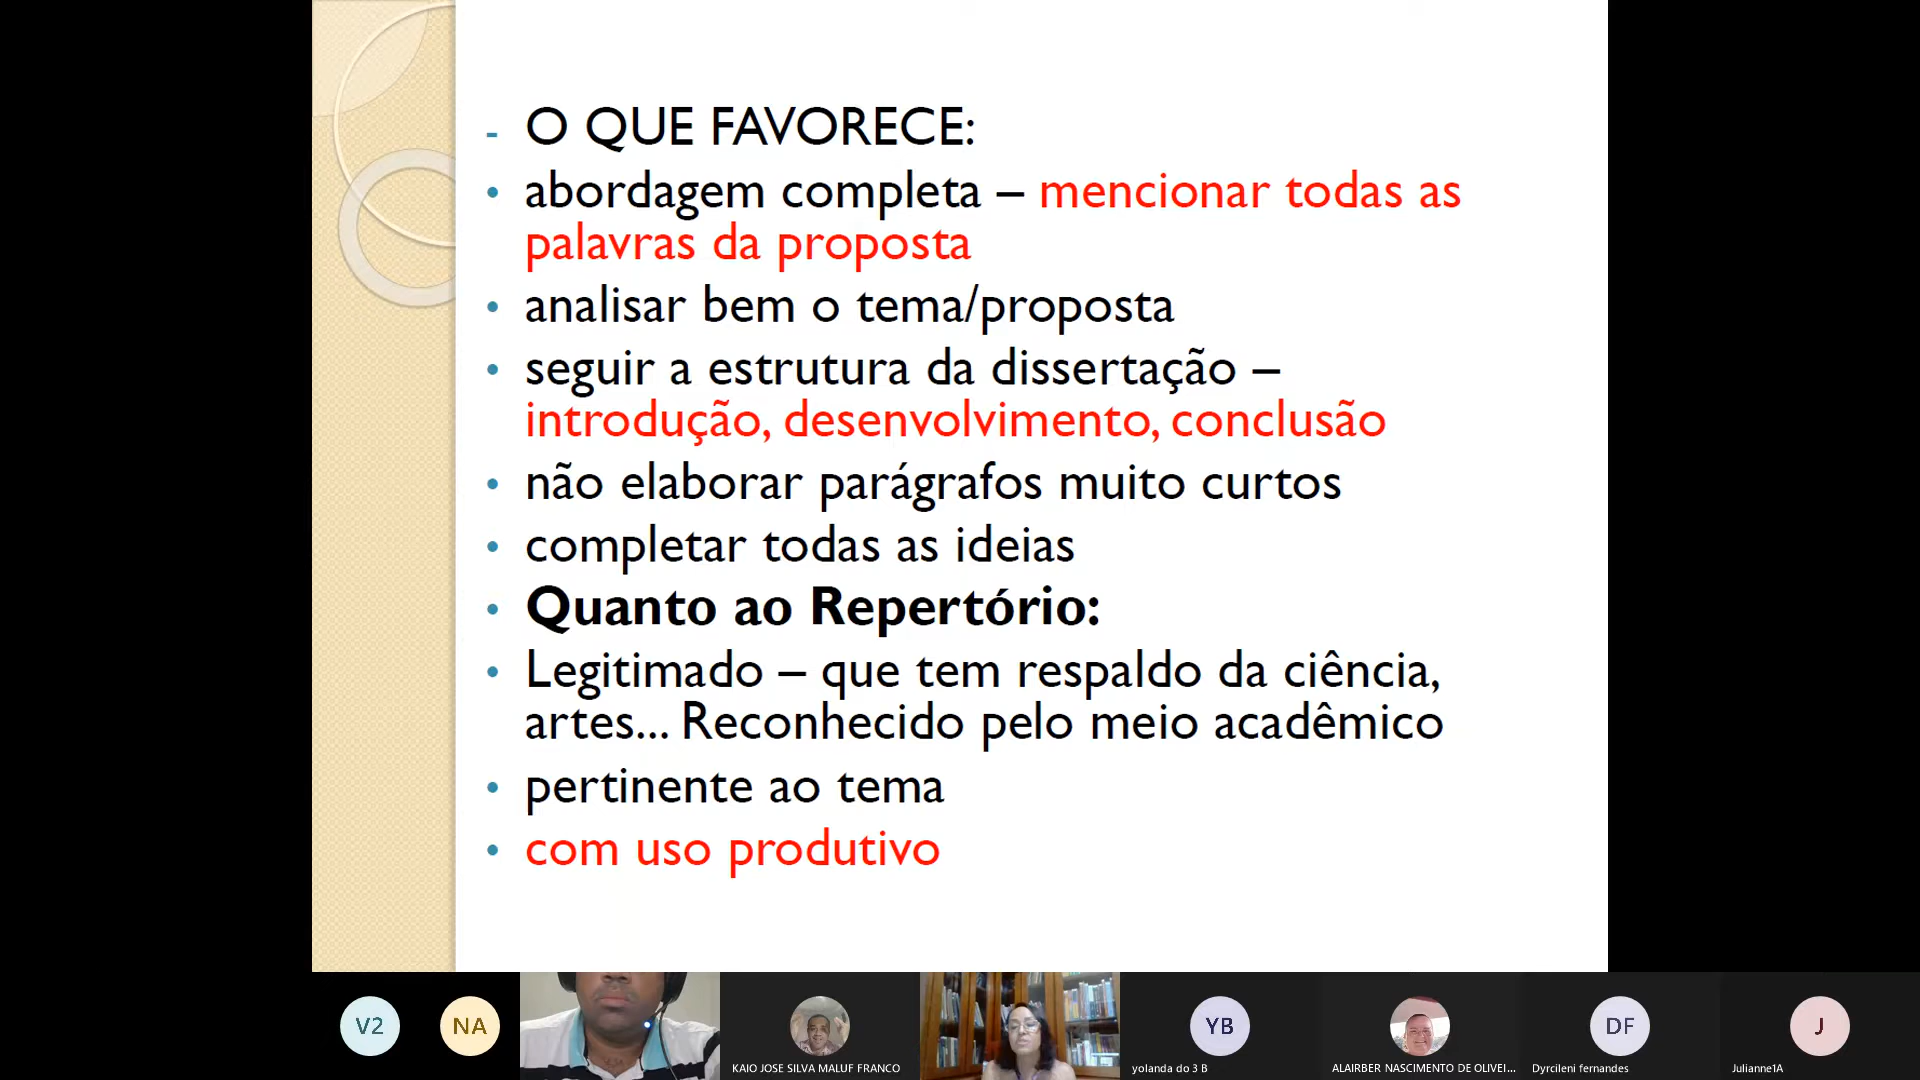 - O QUE FAVORECE:
• abordagem completa – mencionar todas as
palavras da proposta
• analisar bem o tema/proposta
• seguir a estrutura da dissertação –
introdução, desenvolvimento, conclusão
• não elaborar parágrafos muito curtos
• completar todas as ideias
• Quanto ao Repertório:
• Legitimado – que tem respaldo da ciência,
artes... Reconhecido pelo meio acadêmico
• pertinente ao tema
• com uso produtivo
V2
NA
KAIO JOSE SILVA MALUF FRANCO
YB
yolanda do 3 B
ALAIRBER NASCIMENTO DE OLIVEI...
DF
Dyrcileni fernandes
J
Julianne1A